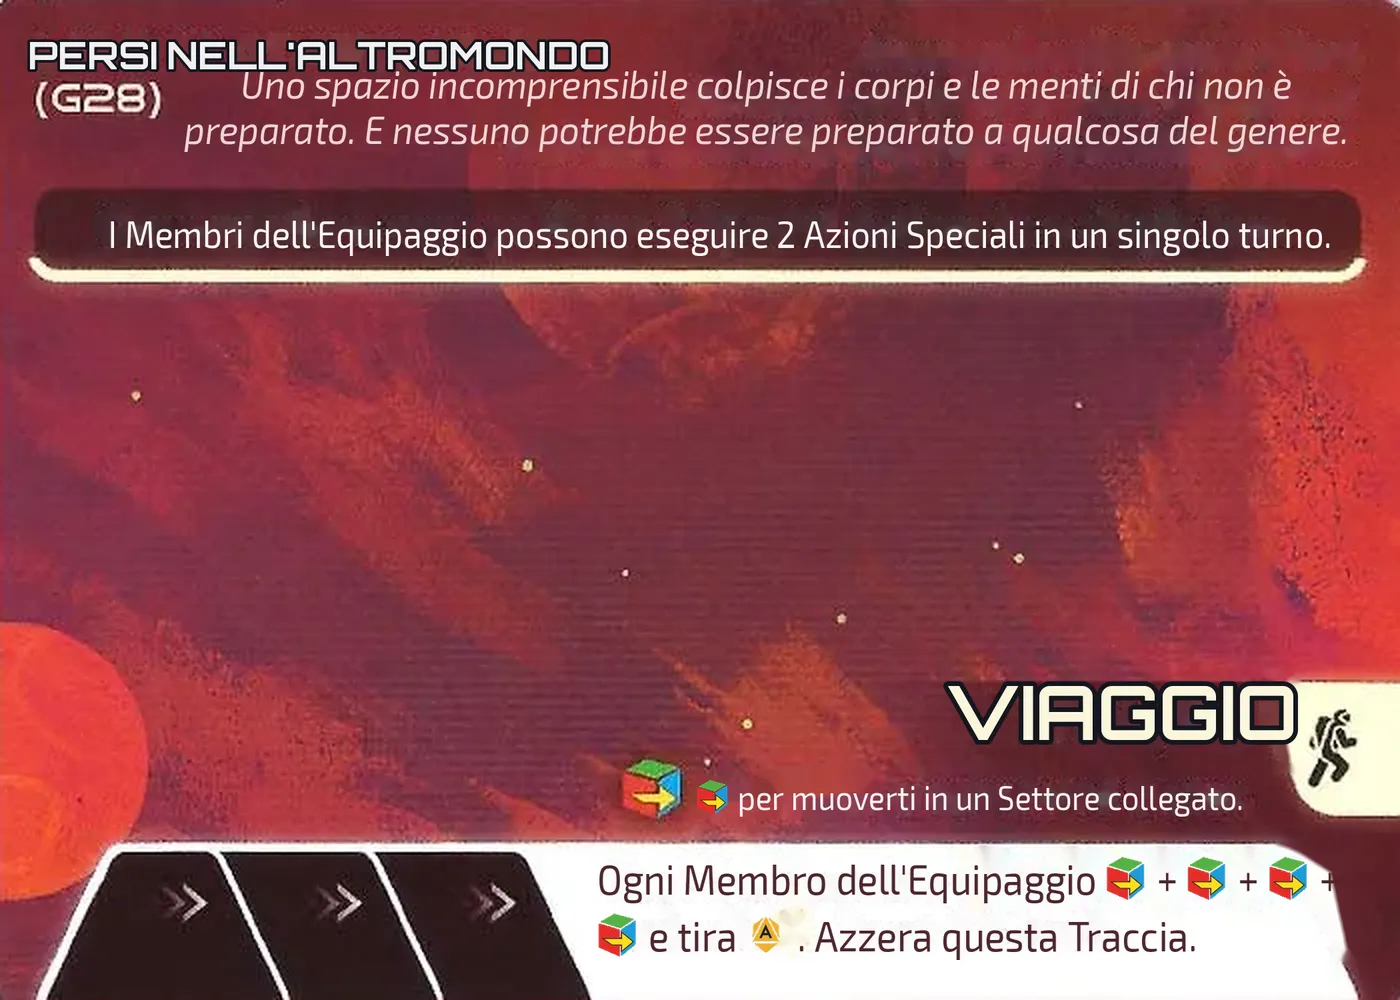 PERSI NELL'ALTROMONDO
(G28)
Uno spazio incomprensibile colpisce i corpi e le menti di chi non è
preparato. E nessuno potrebbe essere preparato a qualcosa del genere.
I Membri dell'Equipaggio possono eseguire 2 Azioni Speciali in un singolo turno.
VIAGGIO
per muoverti in un Settore collegato.
Ogni Membro dell'Equipaggio + + +
e tira A . Azzera questa Traccia.